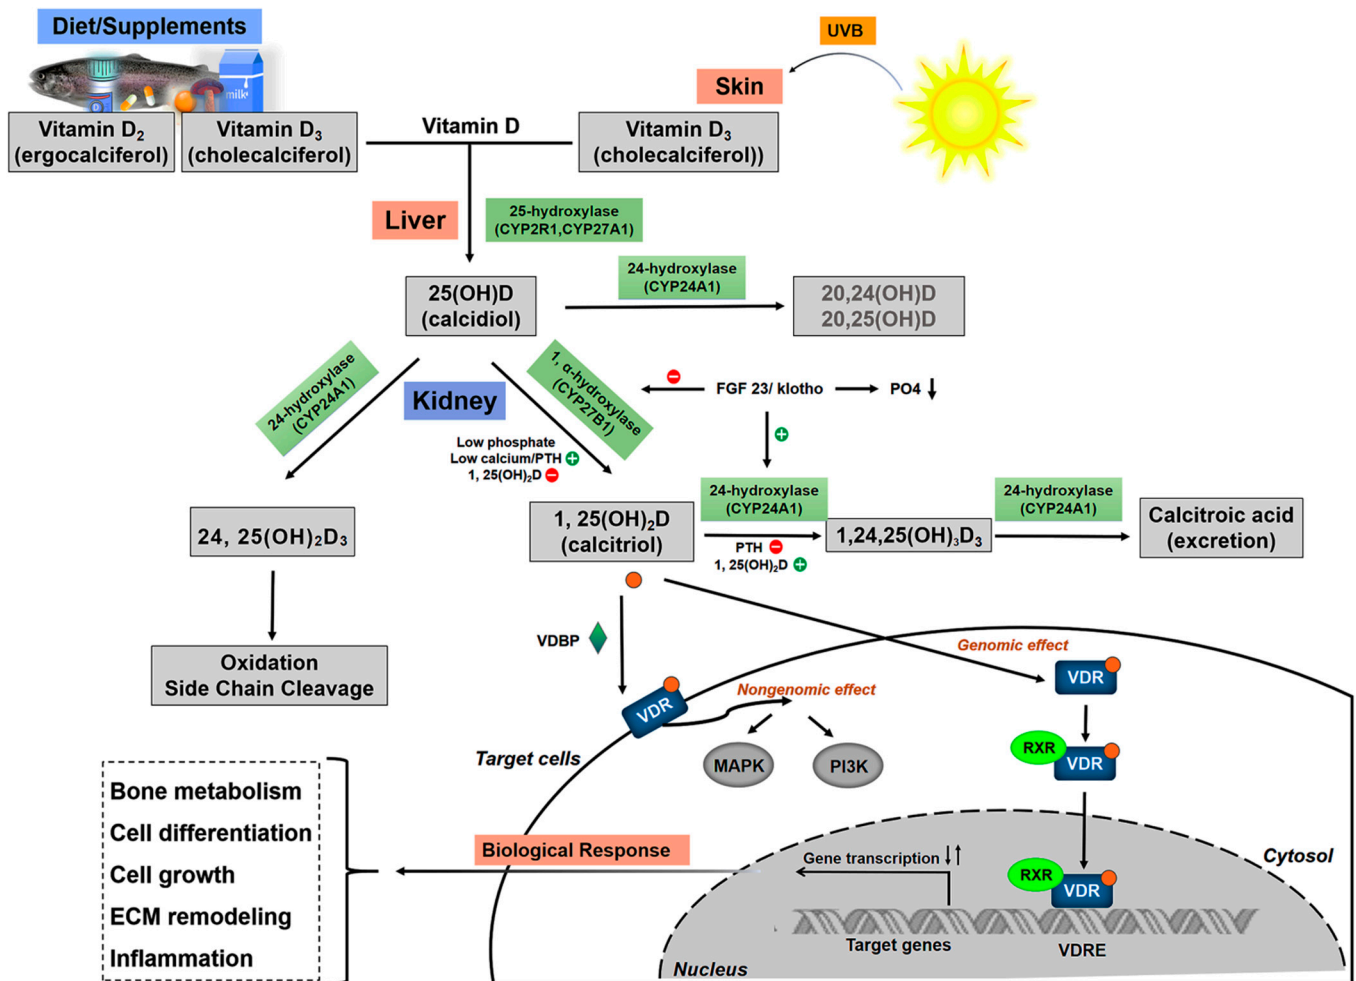 Diet/Supplements
UVB
Skin
milk
D
Vitamin D₂
(ergocalciferol)
Vitamin D₃
(cholecalciferol)
Vitamin D
Vitamin D₃
(cholecalciferol))
Liver
25-hydroxylase
(CYP2R1,CYP27A1)
25(OH)D
(calcidiol)
24-hydroxylase
(CYP24A1)
20,24(OH)D
20,25(OH)D
24-hydroxylase
(CYP24A1)
Kidney
1, α-hydroxylase
(CYP27B1)
FGF 23/ klotho
PO4 ↓
Low phosphate
Low calcium/PTH +
1, 25(OH)₂D −
24, 25(OH)₂D₃
1, 25(OH)₂D
(calcitriol)
24-hydroxylase
(CYP24A1)
PTH −
1, 25(OH)₂D +
1,24,25(OH)₃D₃
24-hydroxylase
(CYP24A1)
Calcitroic acid
(excretion)
Oxidation
Side Chain Cleavage
VDBP
VDR
Nongenomic effect
Genomic effect
VDR
Target cells
MAPK
PI3K
RXR
VDR
Bone metabolism
Cell differentiation
Cell growth
ECM remodeling
Inflammation
Biological Response
Gene transcription ↓↑
Cytosol
RXR
VDR
Target genes
VDRE
Nucleus